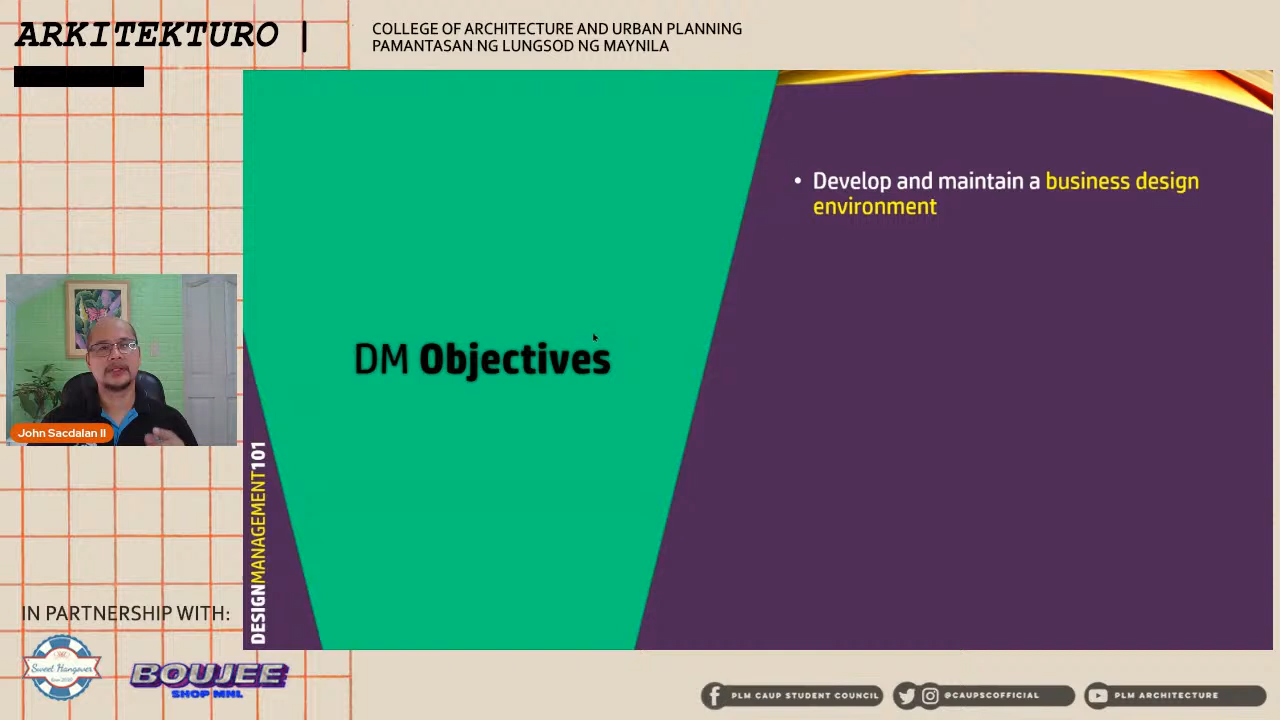 ARKITEKTURO |
COLLEGE OF ARCHITECTURE AND URBAN PLANNING
PAMANTASAN NG LUNGSOD NG MAYNILA
• Develop and maintain a business design
environment
DM Objectives
John Sacdalan II
DESIGNMANAGEMENT101
IN PARTNERSHIP WITH:
Sweet Hangover
BOUJEE
SHOP MNL
PLM CAUP STUDENT COUNCIL
@CAUPSCOFFICIAL
PLM ARCHITECTURE